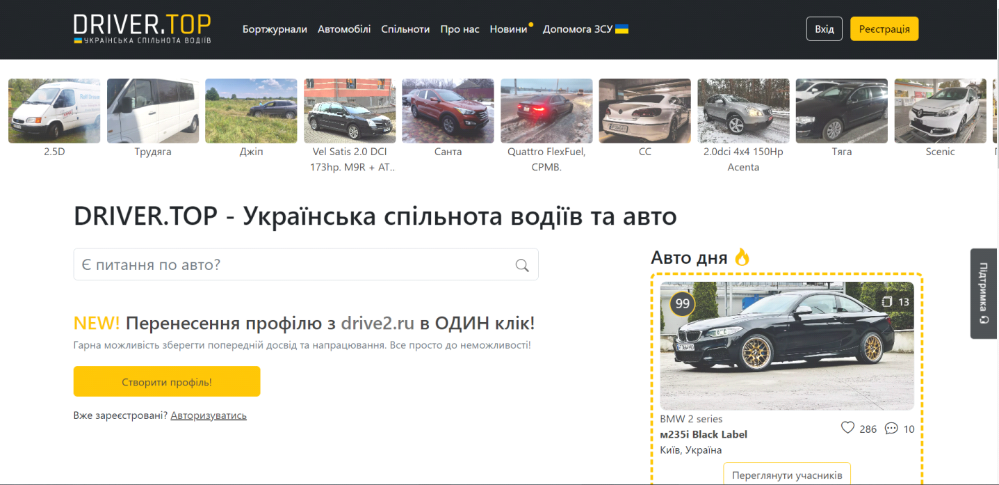 DRIVER.TOP
УКРАЇНСЬКА СПІЛЬНОТА ВОДІЇВ
Бортжурнали Автомобілі Спільноти Про нас Новини Допомога ЗСУ
Вхід Реєстрація
2.5D
Трудяга
Джіп
Vel Satis 2.0 DCI
173hp. M9R + AT..
Санта
Quattro FlexFuel,
CPMB.
CC
2.0dci 4x4 150Hp
Acenta
Тяга
Scenic
DRIVER.TOP - Українська спільнота водіїв та авто
Є питання по авто?
NEW! Перенесення профілю з drive2.ru в ОДИН клік!
Гарна можливість зберегти попередній досвід та напрацювання. Все просто до неможливості!
Створити профіль!
Вже зареєстровані? Авторизуватись
Авто дня
99
13
BMW 2 series
м235i Black Label
Київ, Україна
286 10
Переглянути учасників
Підтримка